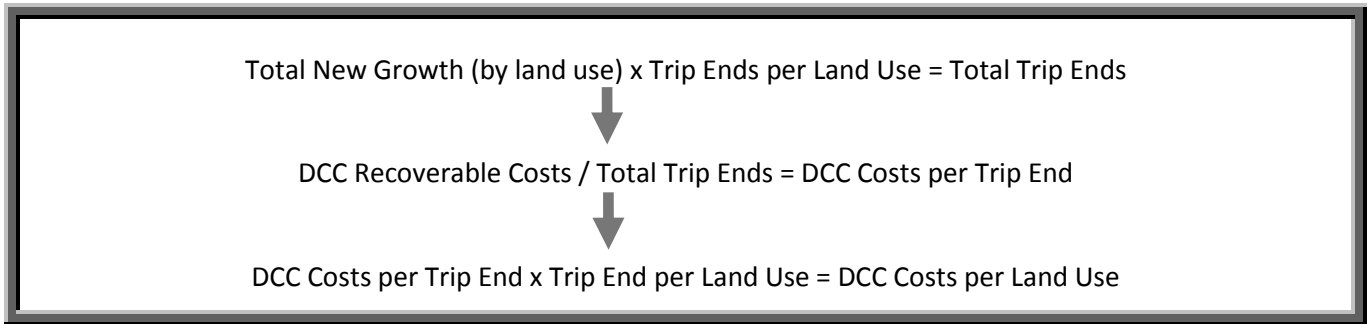 Total New Growth (by land use) x Trip Ends per Land Use = Total Trip Ends
DCC Recoverable Costs / Total Trip Ends = DCC Costs per Trip End
DCC Costs per Trip End x Trip End per Land Use = DCC Costs per Land Use